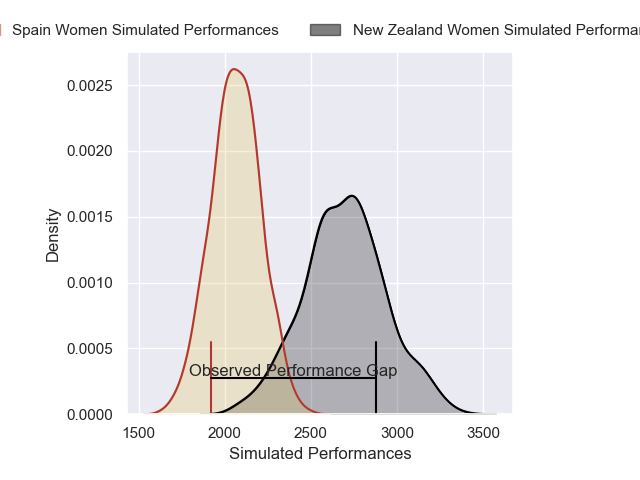 Spain Women Simulated Performances
New Zealand Women Simulated
0.0025
0.0020
0.0015
0.0010
0.0005
0.0000
Density
Observed Performance Gap
1500 2000 2500 3000 3500
Simulated Performances